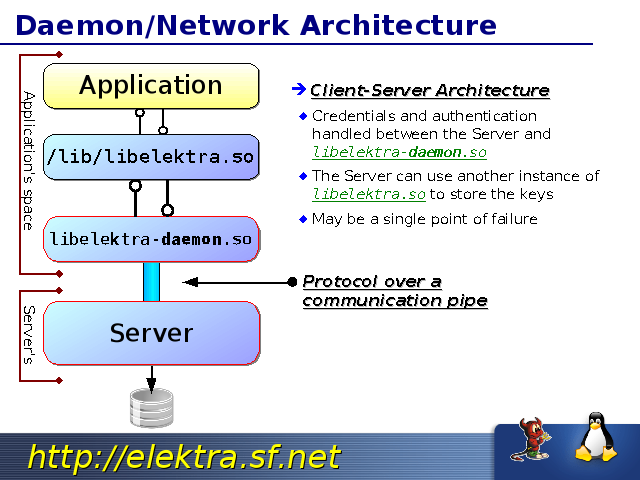 Daemon/Network Architecture
Application's space
Application
/lib/libelektra.so
libelektra-daemon.so
Server's
Server
Client-Server Architecture
Credentials and authentication
handled between the Server and
libelektra-daemon.so
The Server can use another instance of
libelektra.so to store the keys
May be a single point of failure
Protocol over a
communication pipe
http://elektra.sf.net